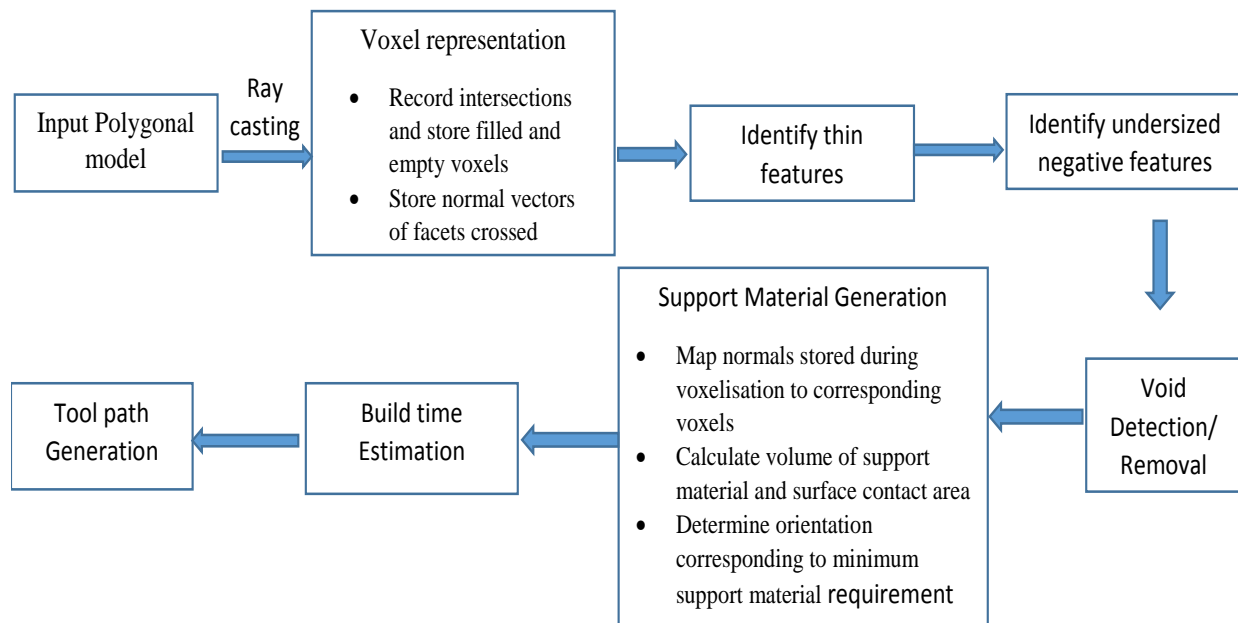 Input Polygonal
model
Ray
casting
Voxel representation
• Record intersections
and store filled and
empty voxels
• Store normal vectors
of facets crossed
Identify thin
features
Identify undersized
negative features
Void
Detection/
Removal
Support Material Generation
• Map normals stored during
voxelisation to corresponding
voxels
• Calculate volume of support
material and surface contact area
• Determine orientation
corresponding to minimum
support material requirement
Build time
Estimation
Tool path
Generation